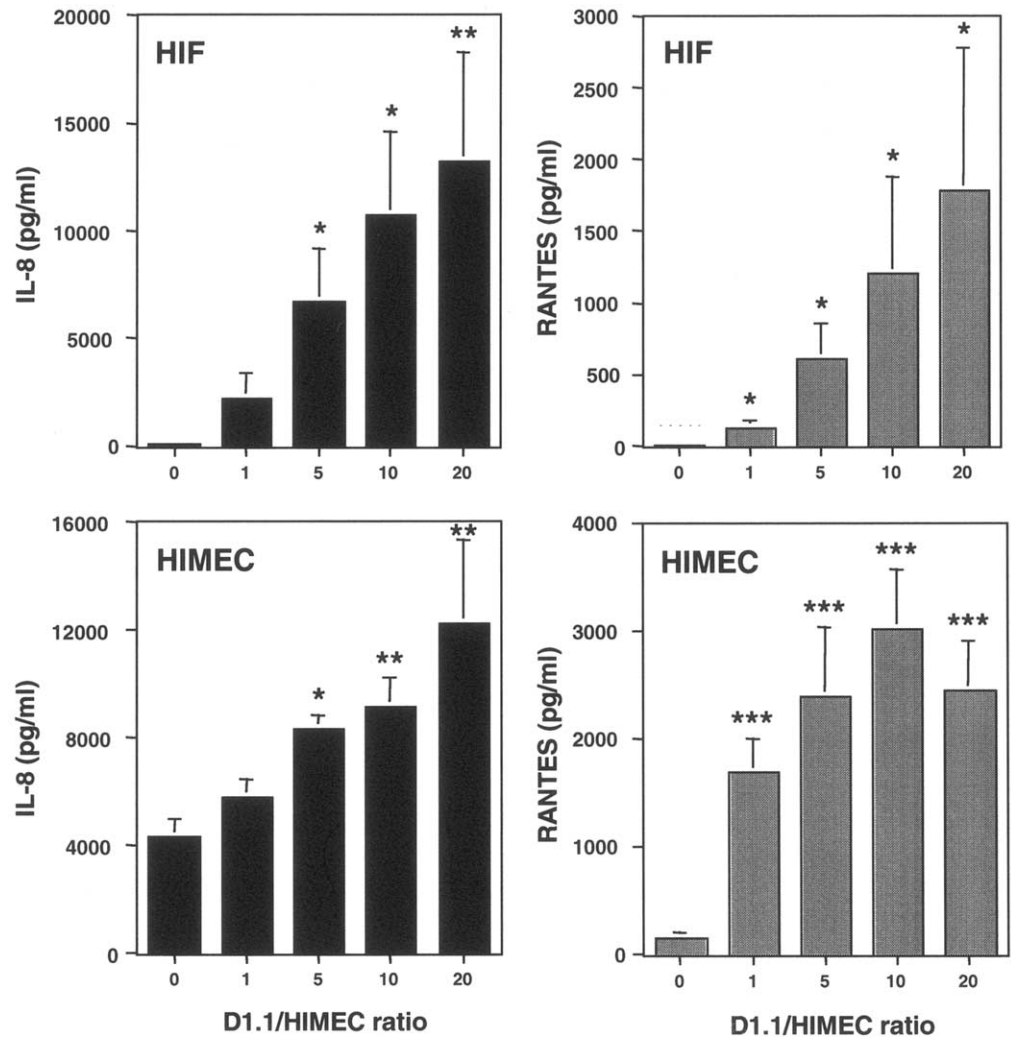 HIF
IL-8 (pg/ml)
20000
15000
10000
5000
0
*
*
**
0 1 5 10 20
HIF
RANTES (pg/ml)
3000
2500
2000
1500
1000
500
0
*
*
*
*
0 1 5 10 20
HIMEC
IL-8 (pg/ml)
16000
12000
8000
4000
0
*
**
**
0 1 5 10 20
D1.1/HIMEC ratio
HIMEC
RANTES (pg/ml)
4000
3000
2000
1000
0
***
***
***
***
0 1 5 10 20
D1.1/HIMEC ratio